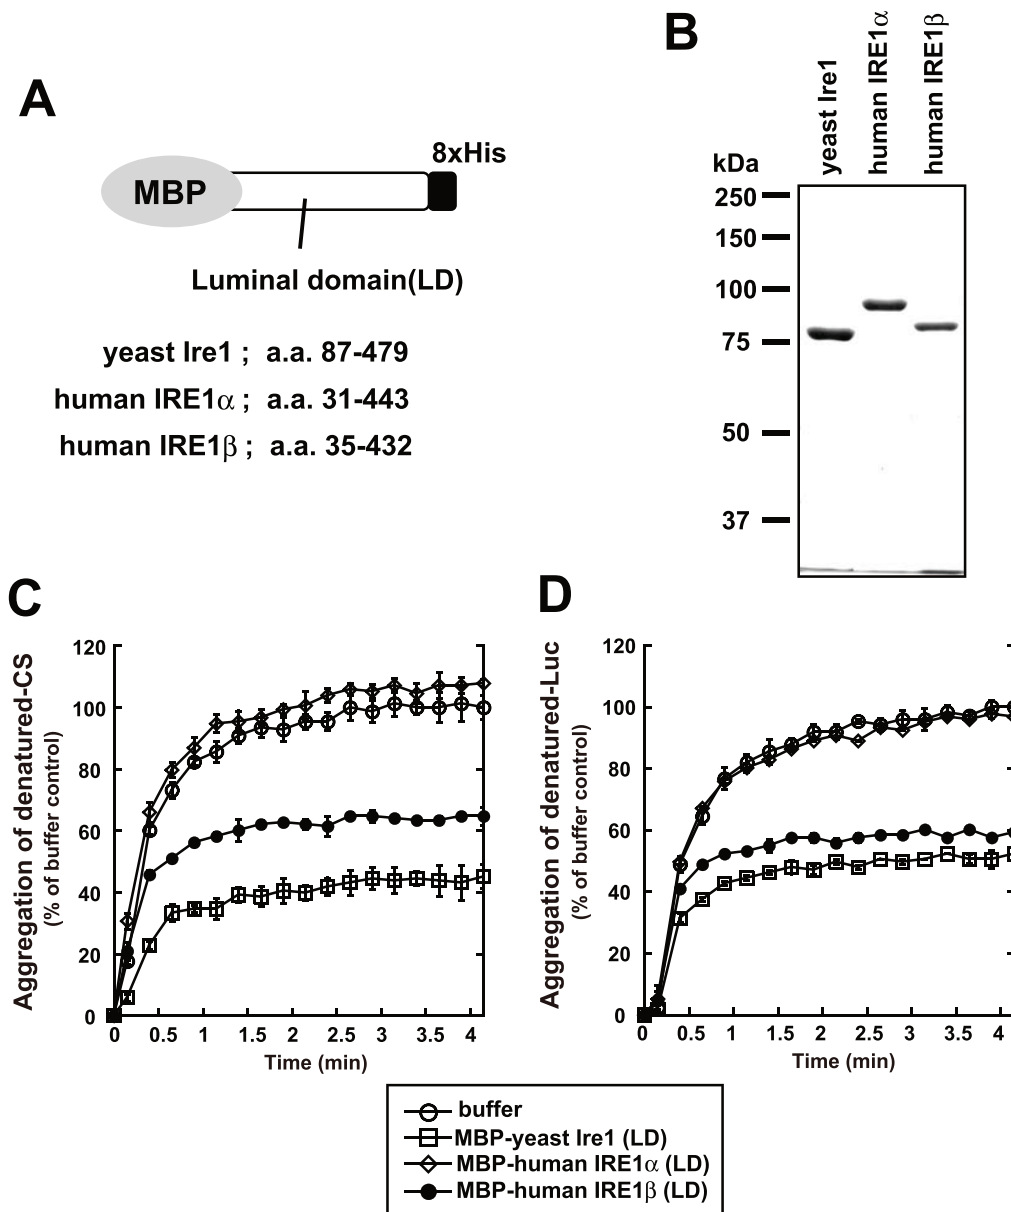 A
MBP
8xHis
Luminal domain(LD)
yeast Ire1 ; a.a. 87-479
human IRE1α ; a.a. 31-443
human IRE1β ; a.a. 35-432
B
yeast Ire1
human IRE1α
human IRE1β
kDa
250
150
100
75
50
37
C
Aggregation of denatured-CS
(% of buffer control)
120
100
80
60
40
20
0
0 0.5 1 1.5 2 2.5 3 3.5 4
Time (min)
D
Aggregation of denatured-Luc
(% of buffer control)
120
100
80
60
40
20
0
0 0.5 1 1.5 2 2.5 3 3.5 4
Time (min)
buffer
MBP-yeast Ire1 (LD)
MBP-human IRE1α (LD)
MBP-human IRE1β (LD)